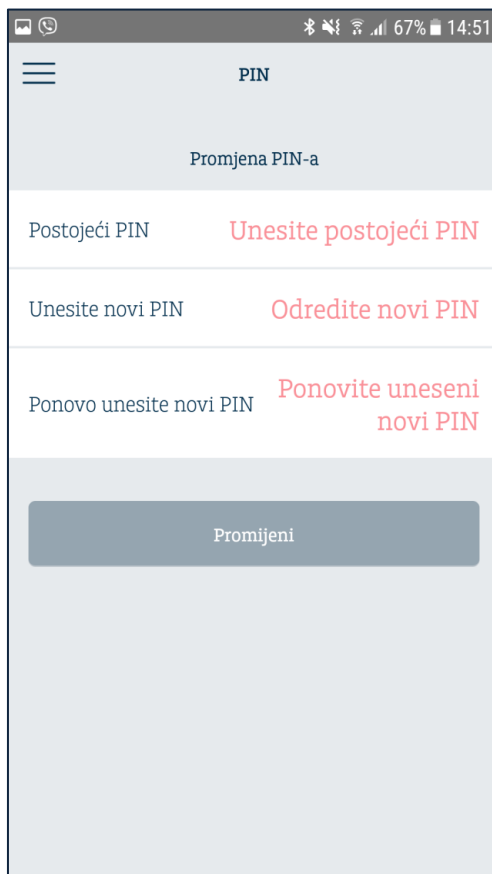 67% 14:51
PIN
Promjena PIN-a
Postojeći PIN Unesite postojeći PIN
Unesite novi PIN Odredite novi PIN
Ponovo unesite novi PIN Ponovite uneseni
novi PIN
Promijeni